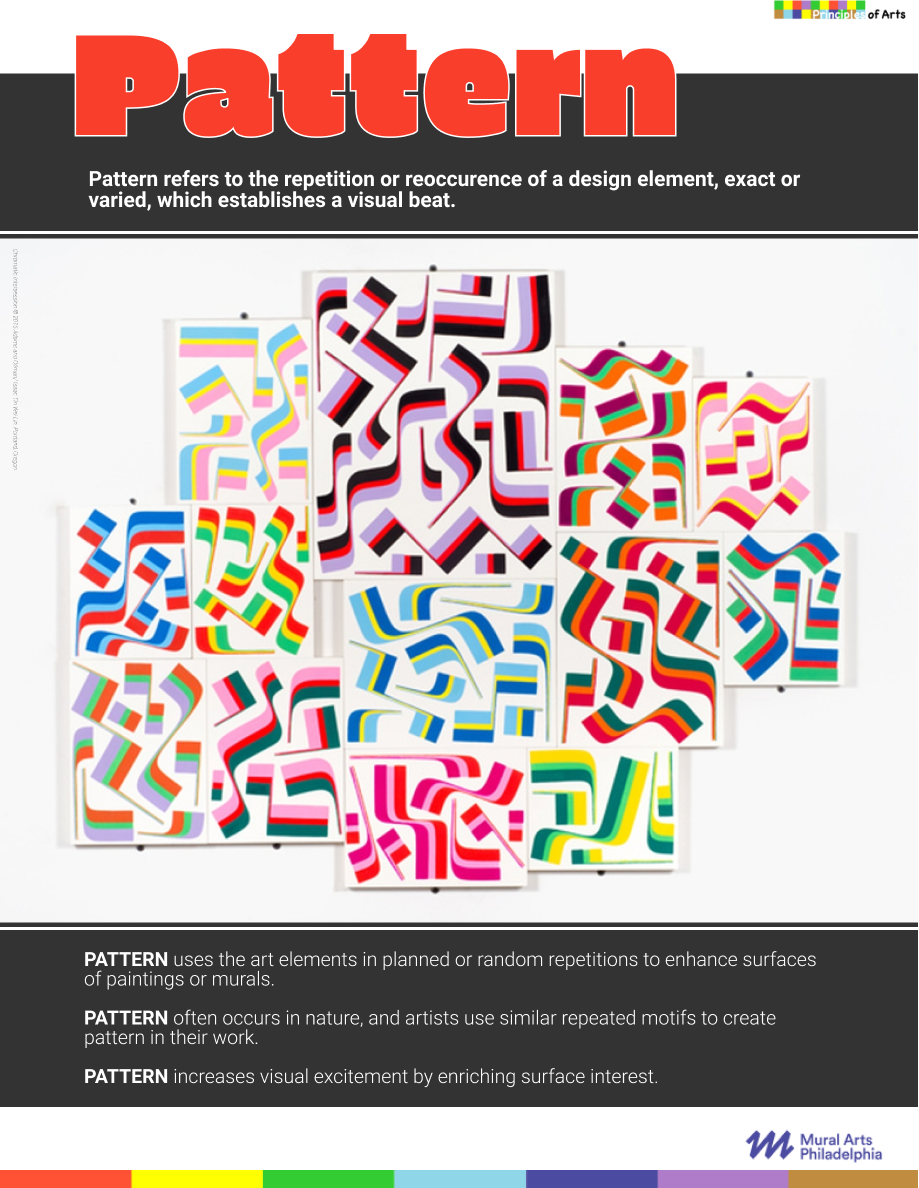 Principles of Arts
Pattern
Pattern refers to the repetition or reoccurence of a design element, exact or
varied, which establishes a visual beat.
PATTERN uses the art elements in planned or random repetitions to enhance surfaces
of paintings or murals.
PATTERN often occurs in nature, and artists use similar repeated motifs to create
pattern in their work.
PATTERN increases visual excitement by enriching surface interest.
Mural Arts
Philadelphia